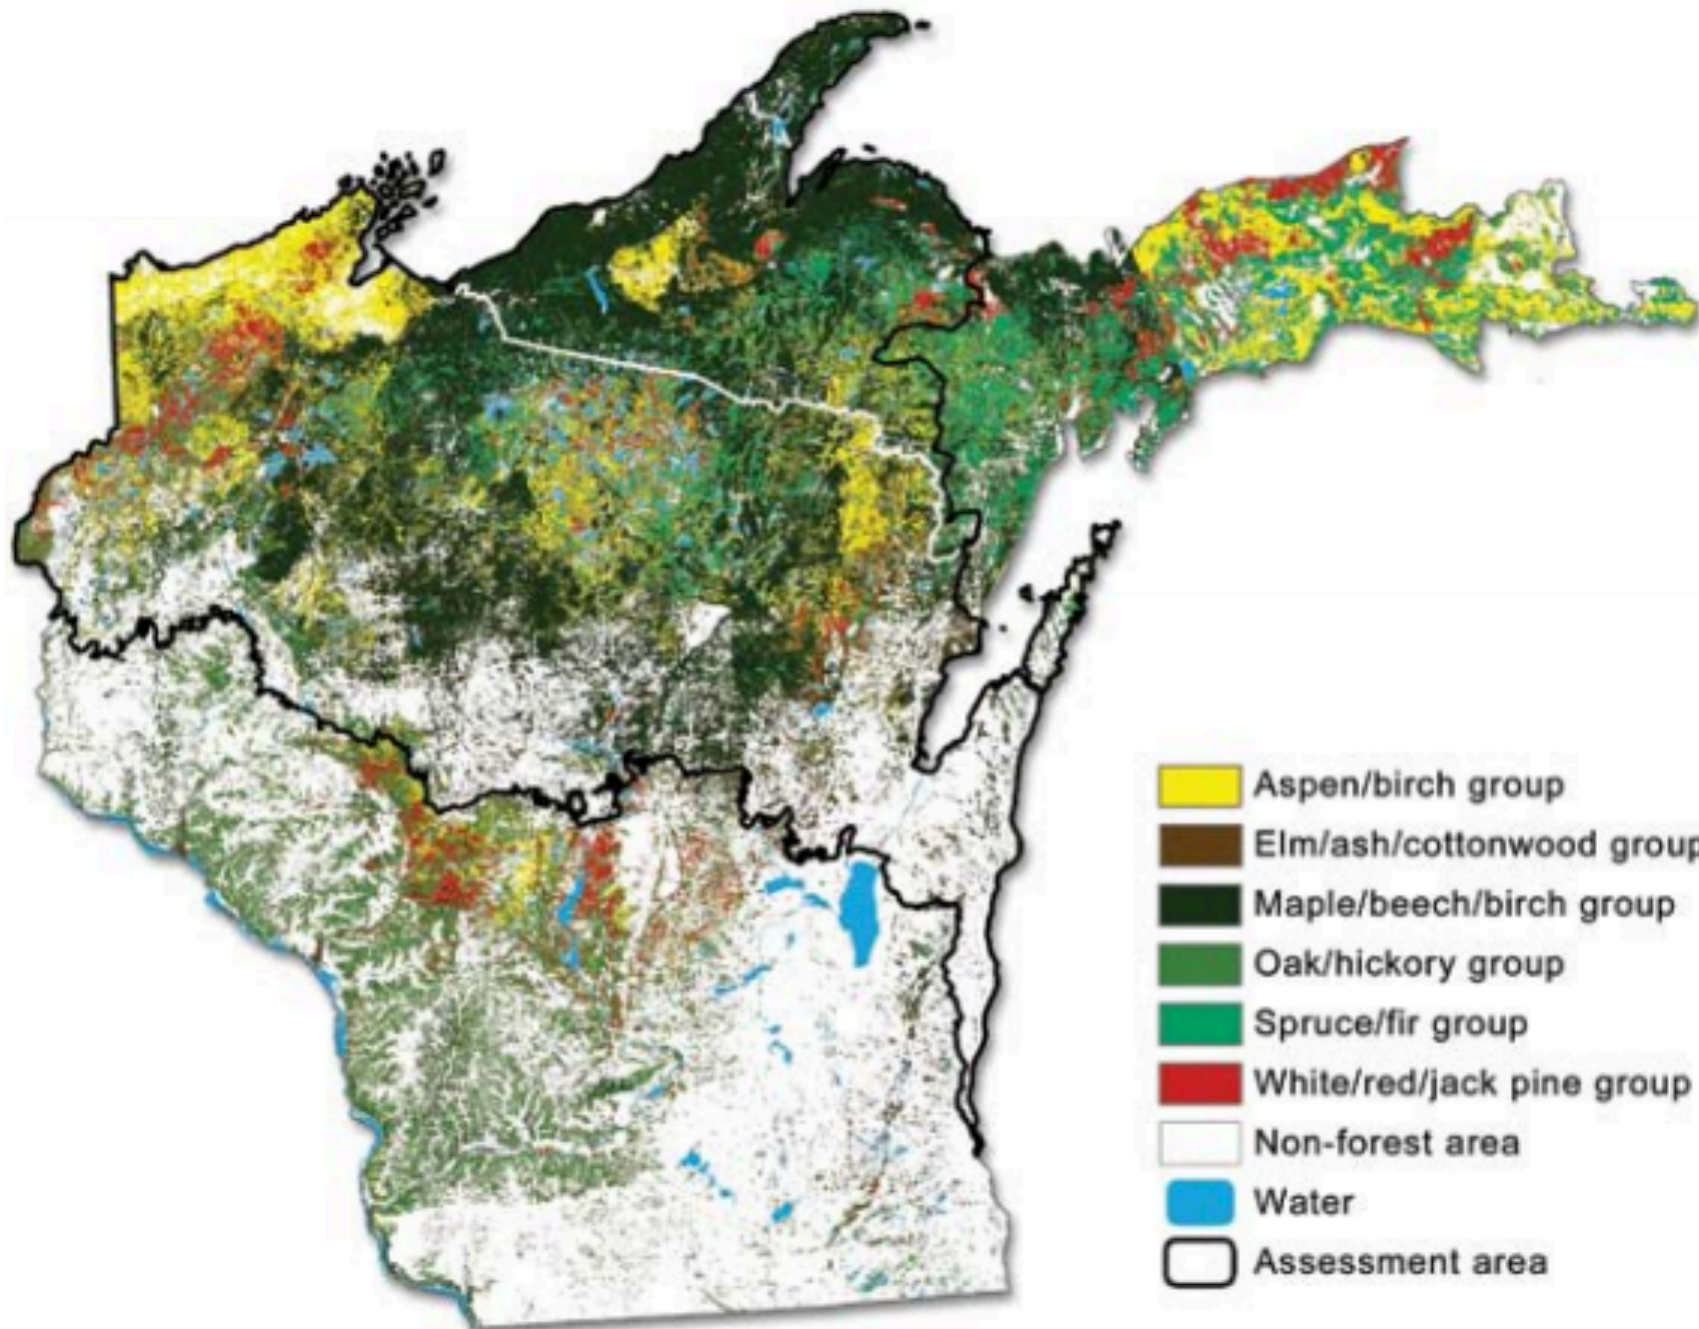 Aspen/birch group
Elm/ash/cottonwood group
Maple/beech/birch group
Oak/hickory group
Spruce/fir group
White/red/jack pine group
Non-forest area
Water
Assessment area